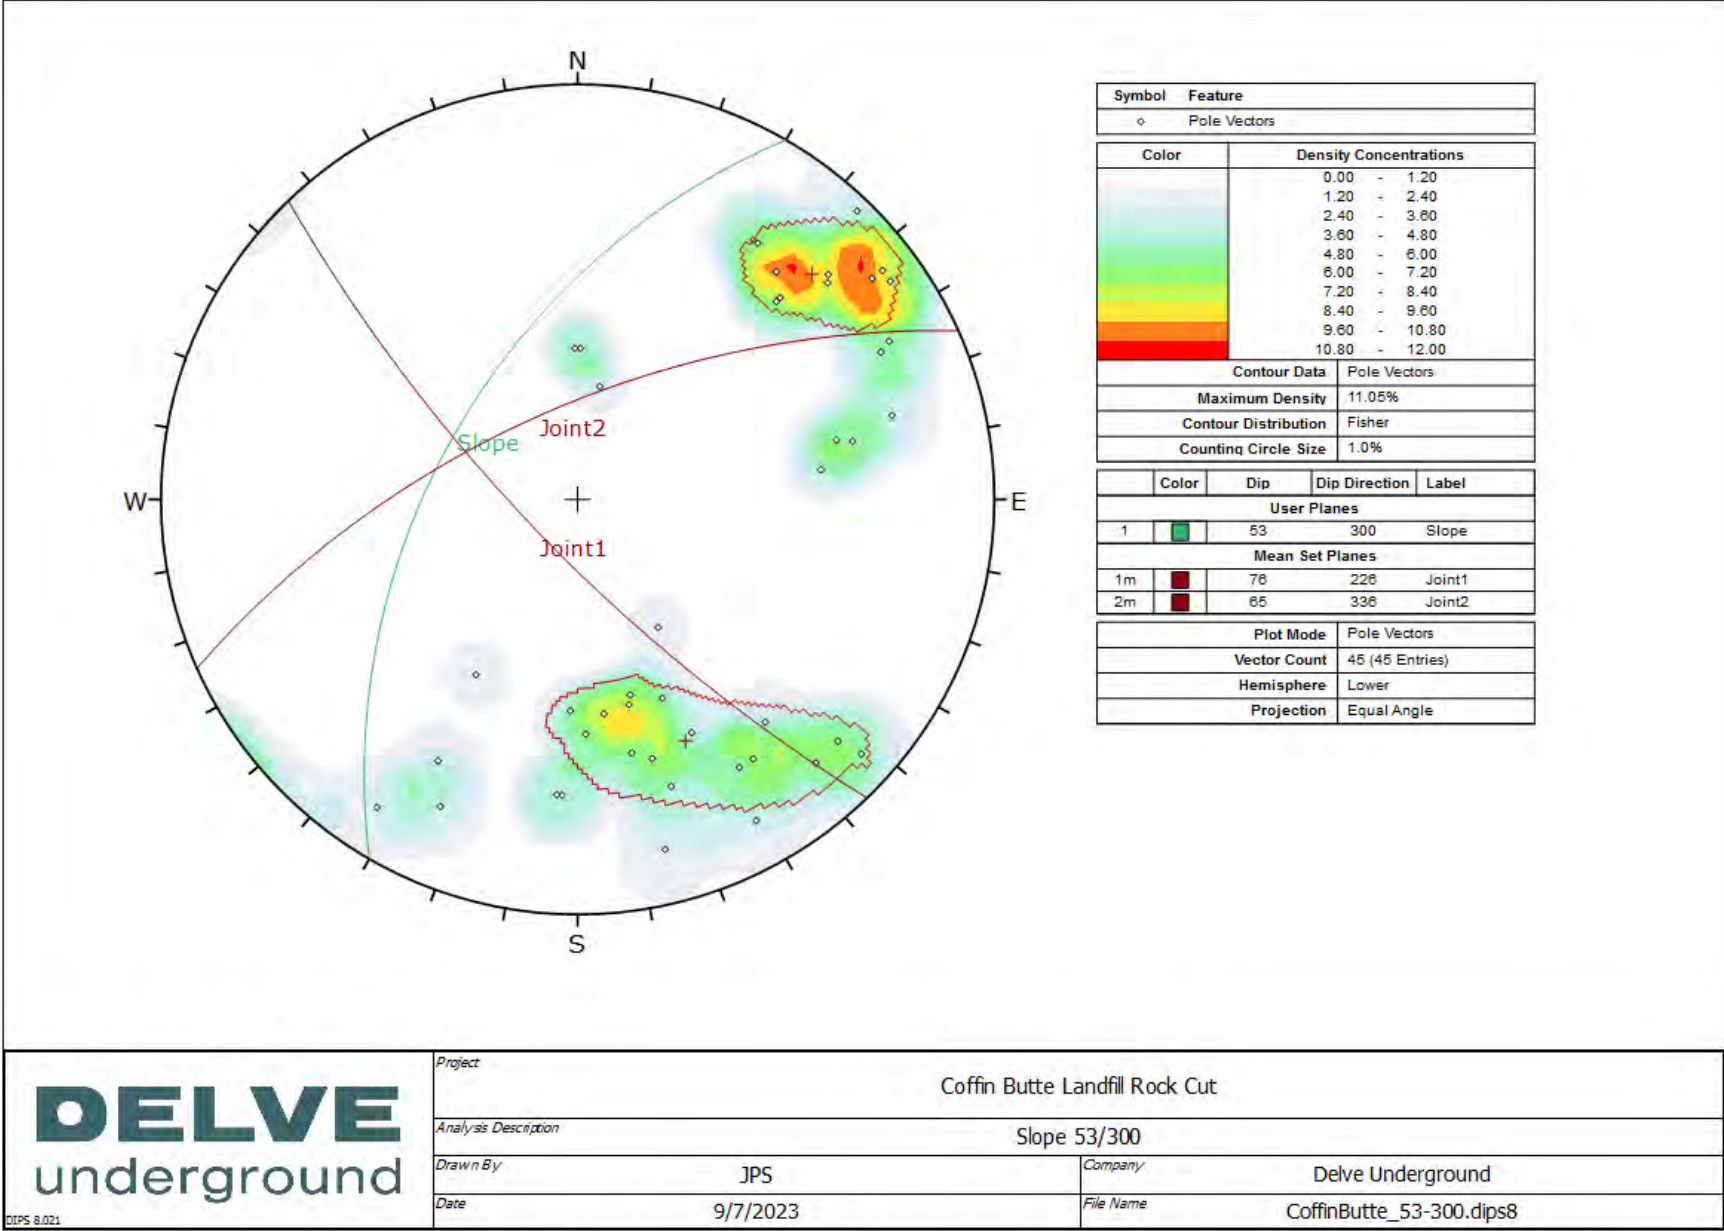 N
W
E
S
Slope
Joint2
Joint1
Symbol Feature
Pole Vectors
Color Density Concentrations
0.00 - 1.20
1.20 - 2.40
2.40 - 3.60
3.60 - 4.80
4.80 - 6.00
6.00 - 7.20
7.20 - 8.40
8.40 - 9.60
9.60 - 10.80
10.80 - 12.00
Contour Data Pole Vectors
Maximum Density 11.05%
Contour Distribution Fisher
Counting Circle Size 1.0%
Color Dip Dip Direction Label
User Planes
1 53 300 Slope
Mean Set Planes
1m 76 226 Joint1
2m 65 336 Joint2
Plot Mode Pole Vectors
Vector Count 45 (45 Entries)
Hemisphere Lower
Projection Equal Angle
DELVE
underground
DIPS 8.021
Project
Coffin Butte Landfill Rock Cut
Analysis Description
Slope 53/300
Drawn By
JPS
Company
Delve Underground
Date
9/7/2023
File Name
CoffinButte_53-300.dips8